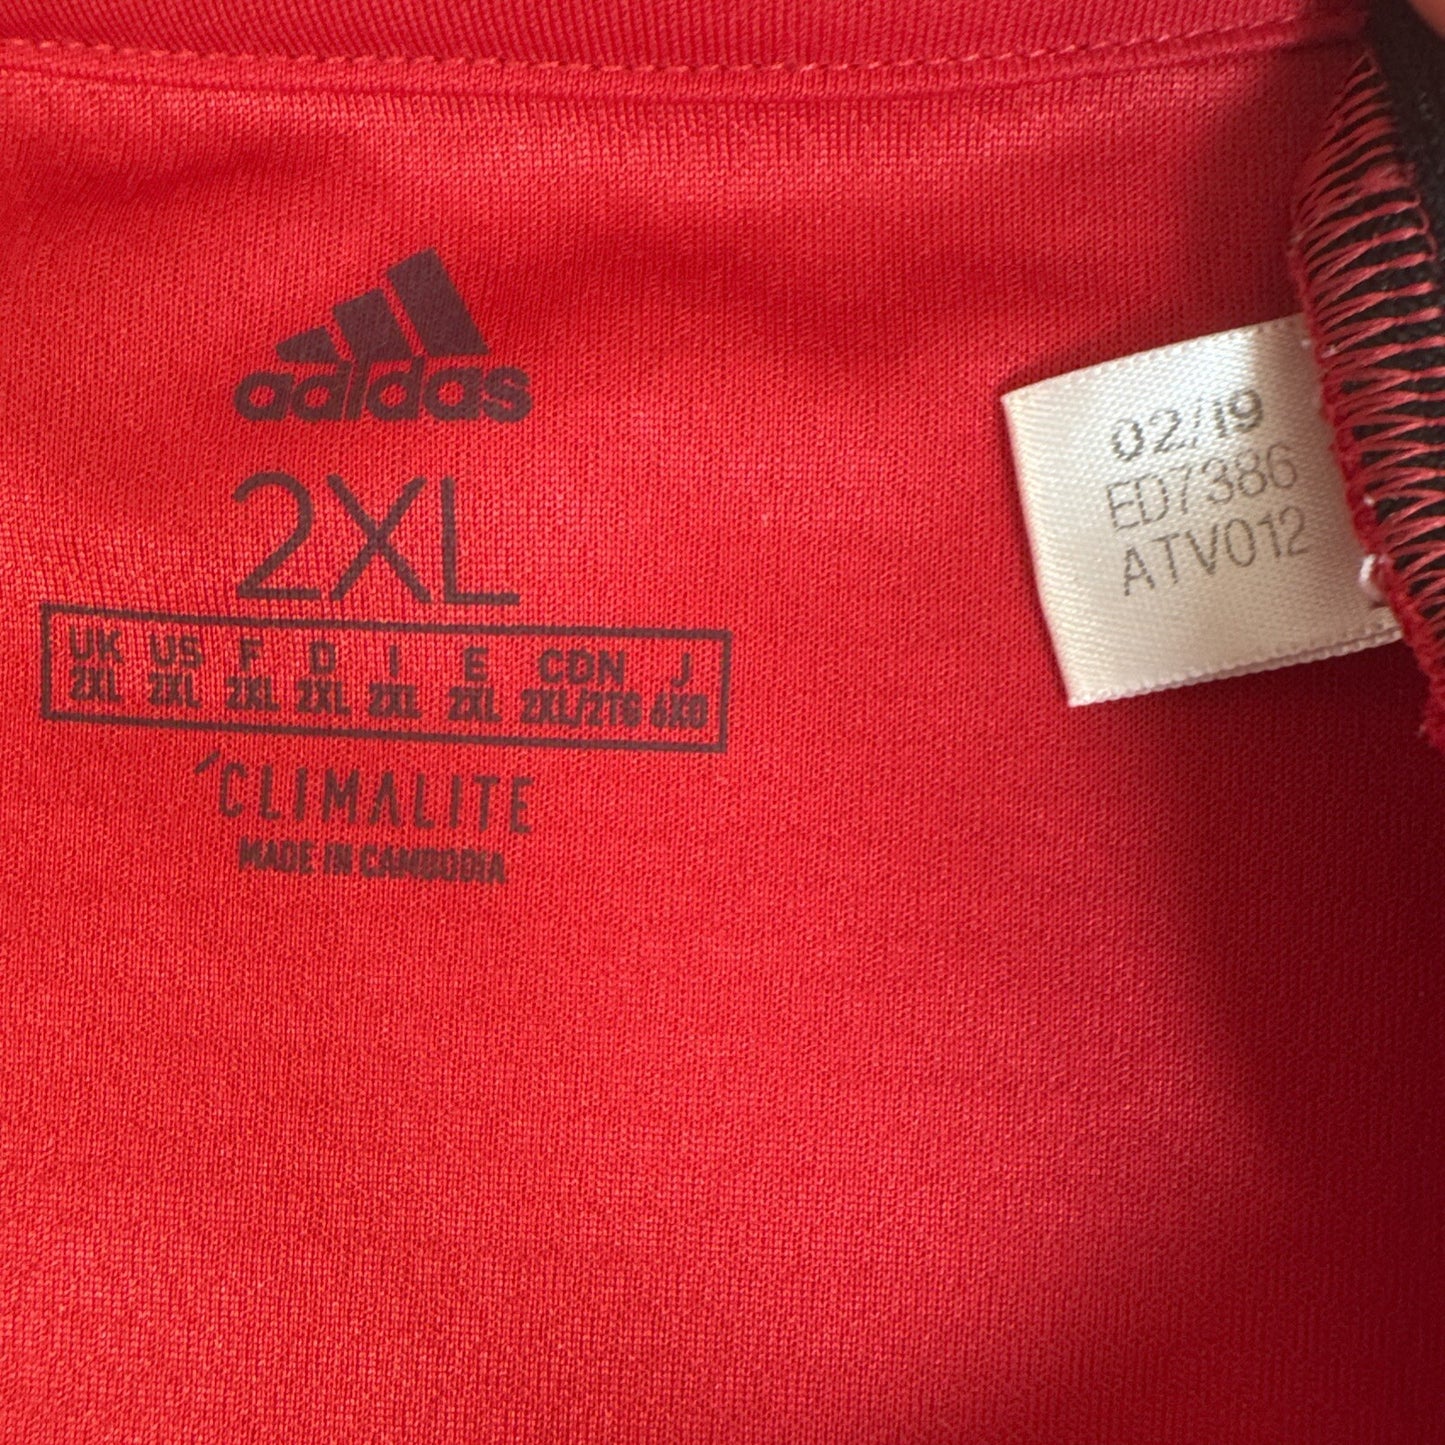 adidas
2XL
UK US F D I E CDN J
2XL 2XL 2XL 2XL 2XL 2XL 2XL/2TG 6XO
CLIMALITE
MADE IN CAMBODIA
02/19
ED7386
ATV012